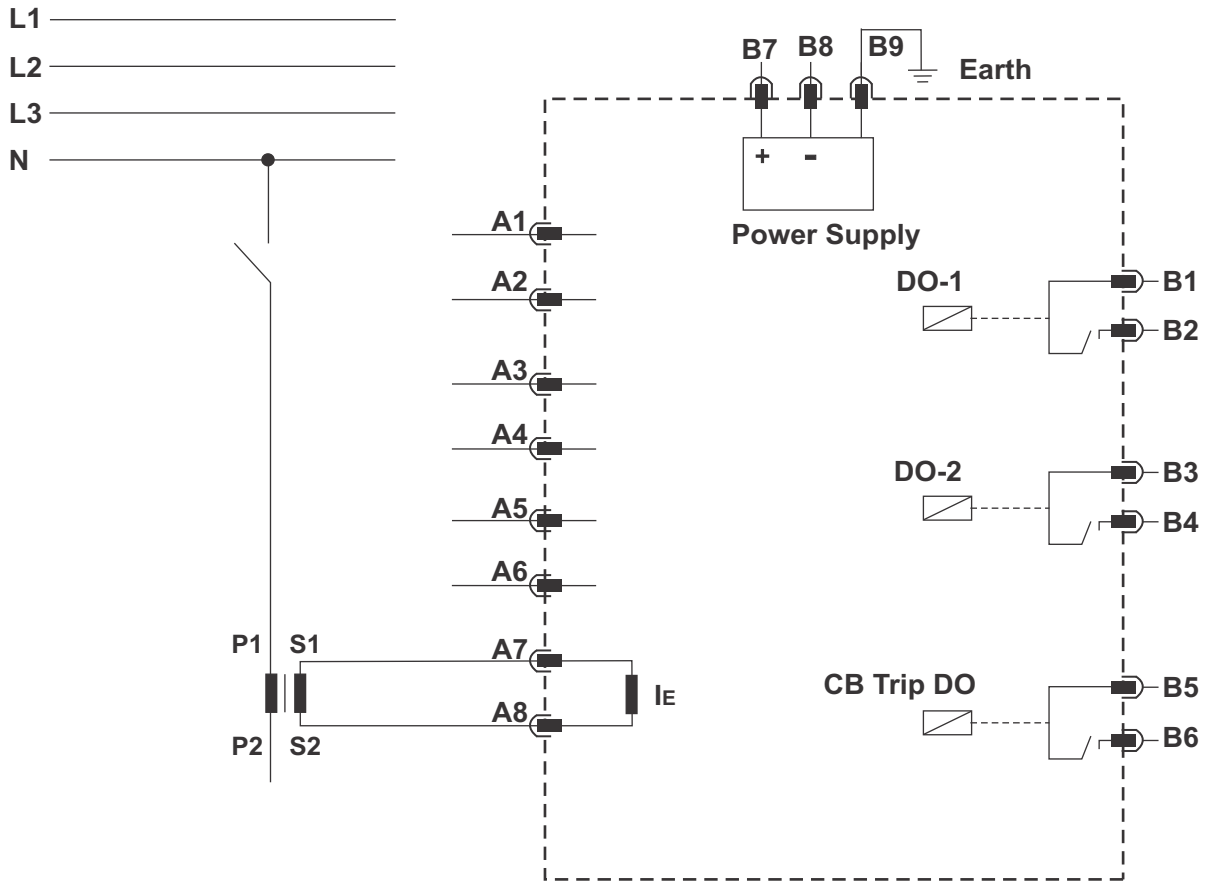 L1
L2
L3
N
B7 B8 B9
Earth
+ -
Power Supply
A1
A2
A3
A4
A5
A6
A7
A8
P1 S1
P2 S2
IE
DO-1
B1
B2
DO-2
B3
B4
CB Trip DO
B5
B6